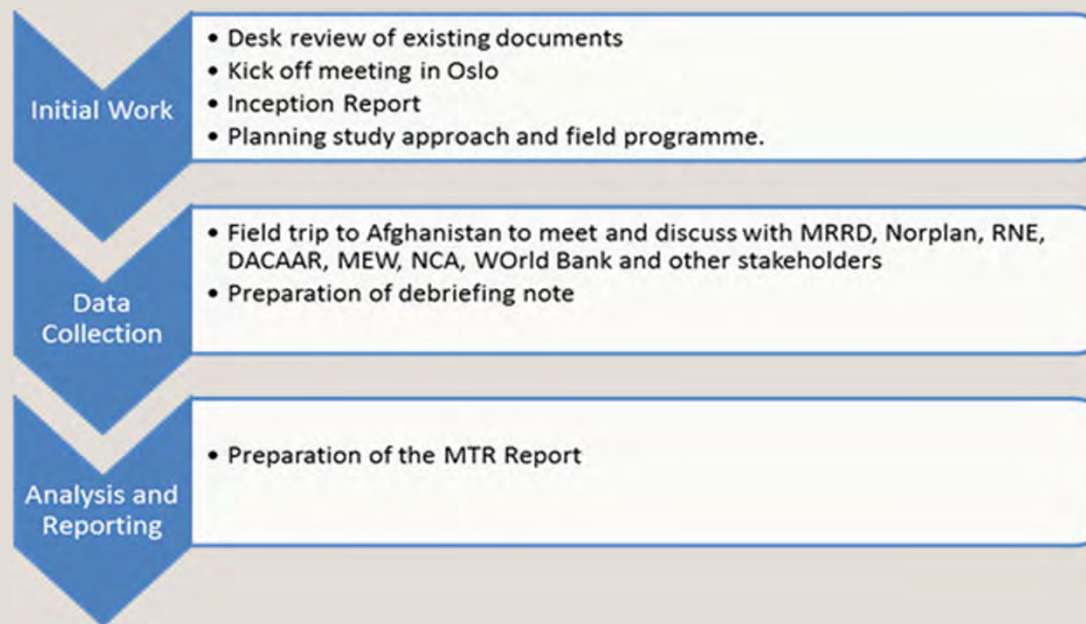 Initial Work
• Desk review of existing documents
• Kick off meeting in Oslo
• Inception Report
• Planning study approach and field programme.
Data
Collection
• Field trip to Afghanistan to meet and discuss with MRRD, Norplan, RNE,
DACAAR, MEW, NCA, WOrld Bank and other stakeholders
• Preparation of debriefing note
Analysis and
Reporting
• Preparation of the MTR Report